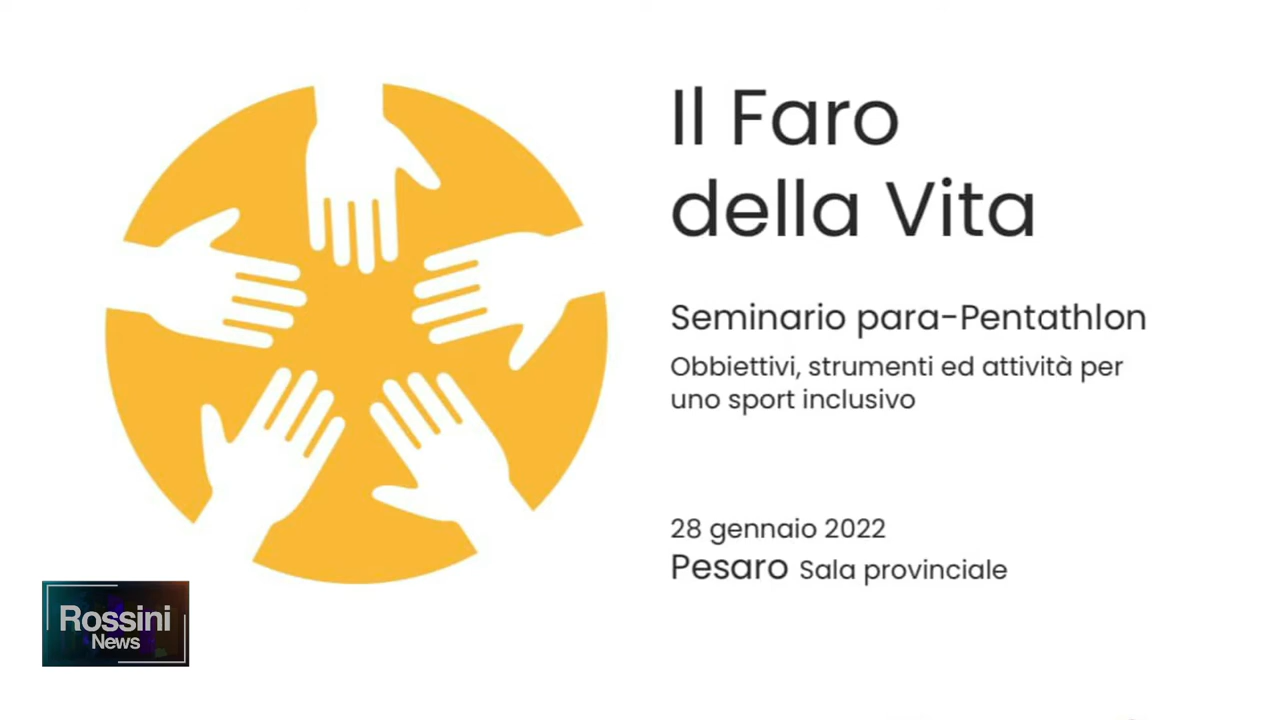 Il Faro
della Vita
Seminario para-Pentathlon
Obbiettivi, strumenti ed attività per
uno sport inclusivo
28 gennaio 2022
Pesaro Sala provinciale
Rossini
News